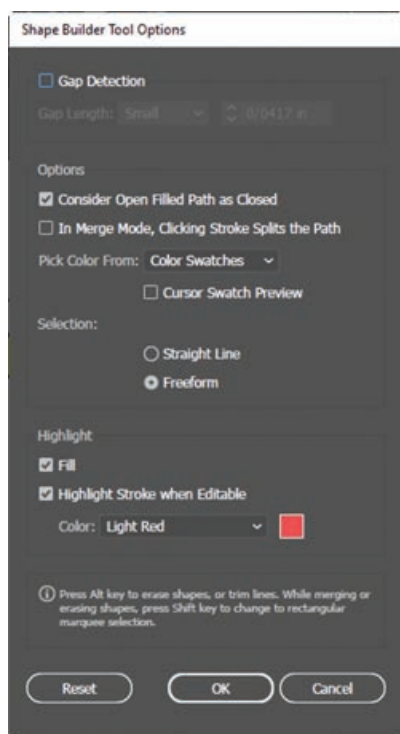 Shape Builder Tool Options
Gap Detection
Gap Length: Small 0/0417 in
Options
Consider Open Filled Path as Closed
In Merge Mode, Clicking Stroke Splits the Path
Pick Color From: Color Swatches
Cursor Swatch Preview
Selection:
Straight Line
Freeform
Highlight
Fill
Highlight Stroke when Editable
Color: Light Red
Press Alt key to erase shapes, or trim lines. While merging or
erasing shapes, press Shift key to change to rectangular
marquee selection.
Reset OK Cancel